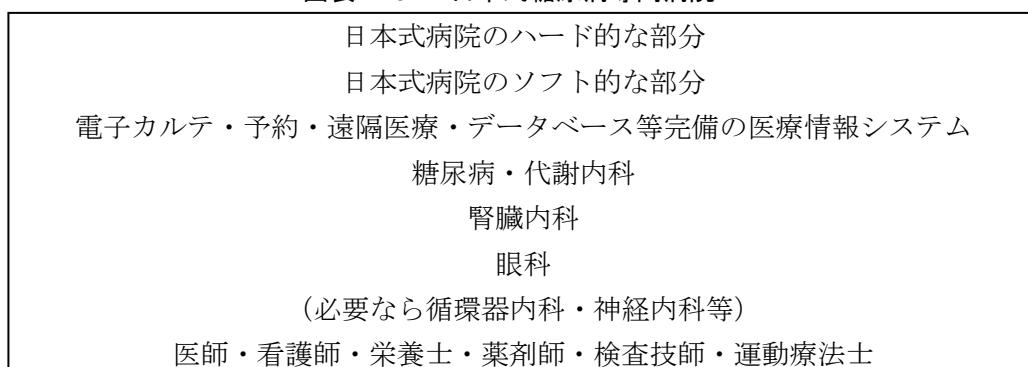 日本式病院のハード的な部分
日本式病院のソフト的な部分
電子カルテ・予約・遠隔医療・データベース等完備の医療情報システム
糖尿病・代謝内科
腎臓内科
眼科
（必要なら循環器内科・神経内科等）
医師・看護師・栄養士・薬剤師・検査技師・運動療法士